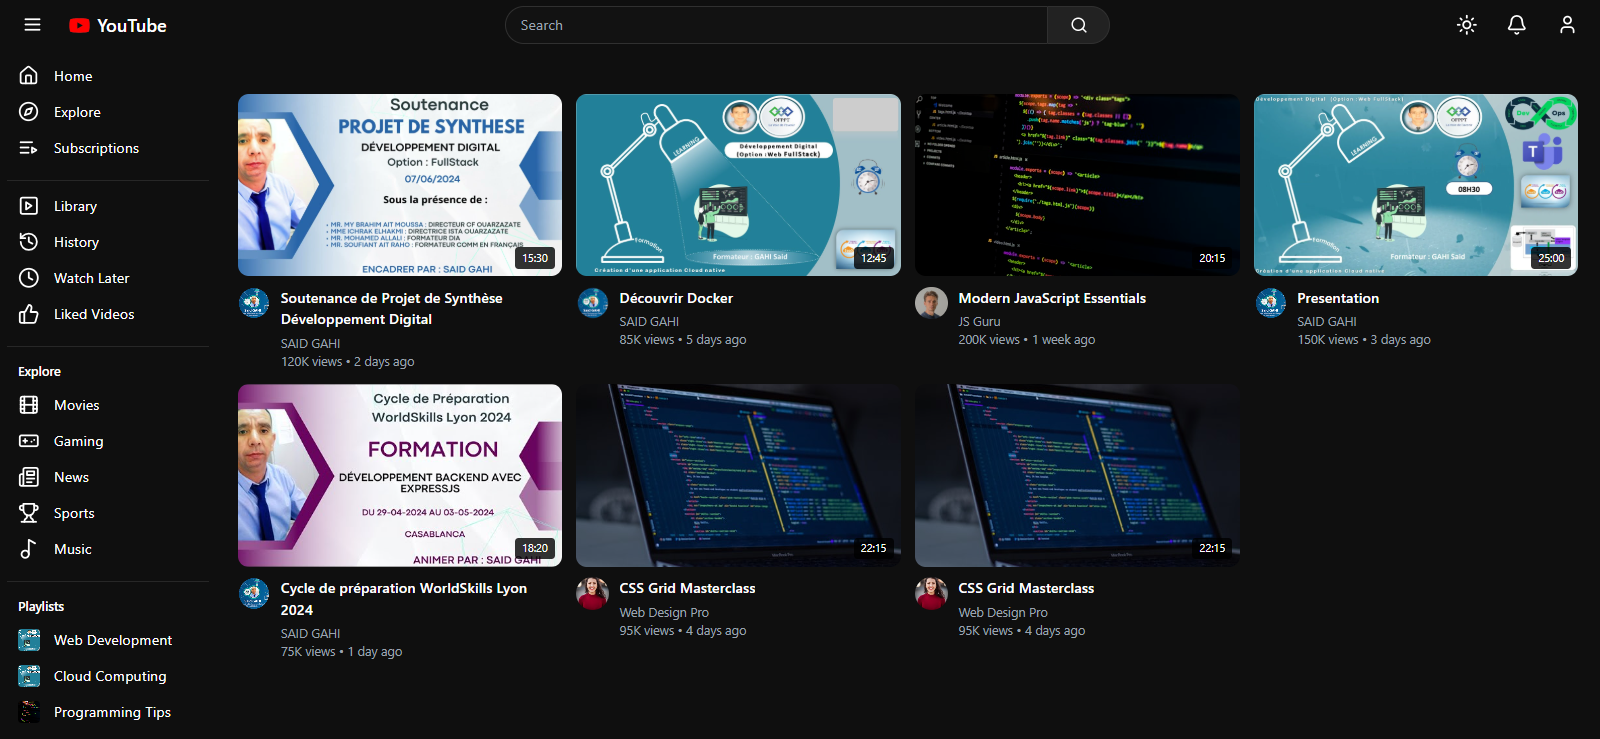 YouTube
Search
Home
Explore
Subscriptions
Library
History
Watch Later
Liked Videos
Explore
Movies
Gaming
News
Sports
Music
Playlists
Web Development
Cloud Computing
Programming Tips
Soutenance
PROJET DE SYNTHESE
DÉVELOPPEMENT DIGITAL
Option : FullStack
07/06/2024
Sous la présence de :
MR. MY BRAHIM AIT MOUSSA : DIRECTEUR CF OUARZAZATE
MME ICHRAK ELHAKMI : DIRECTRICE ISTA OUARZAZATE
MR. MOHAMED ALLALI : FORMATEUR DIA
MR. SOUFIANT AIT RAHO : FORMATEUR COMM EN FRANÇAIS
ENCADRER PAR : SAID GAHI
15:30
Soutenance de Projet de Synthèse
Développement Digital
SAID GAHI
120K views • 2 days ago
LEARNING
OFPPT
Développement Digital
(Option :Web FullStack)
Formation
Formateur : GAHI Said
Création d'une application Cloud native
12:45
Découvrir Docker
SAID GAHI
85K views • 5 days ago
20:15
Modern JavaScript Essentials
JS Guru
200K views • 1 week ago
Développement Digital (Option :Web FullStack)
LEARNING
OFPPT
Dev
Ops
T
08H30
Formation
Formateur : GAHI Said
Création d'une application Cloud native
25:00
Presentation
SAID GAHI
150K views • 3 days ago
Cycle de Préparation
WorldSkills Lyon 2024
FORMATION
DÉVELOPPEMENT BACKEND AVEC
EXPRESSJS
DU 29-04-2024 AU 03-05-2024
CASABLANCA
ANIMER PAR : SAID GAHI
18:20
Cycle de préparation WorldSkills Lyon
2024
SAID GAHI
75K views • 1 day ago
22:15
CSS Grid Masterclass
Web Design Pro
95K views • 4 days ago
22:15
CSS Grid Masterclass
Web Design Pro
95K views • 4 days ago